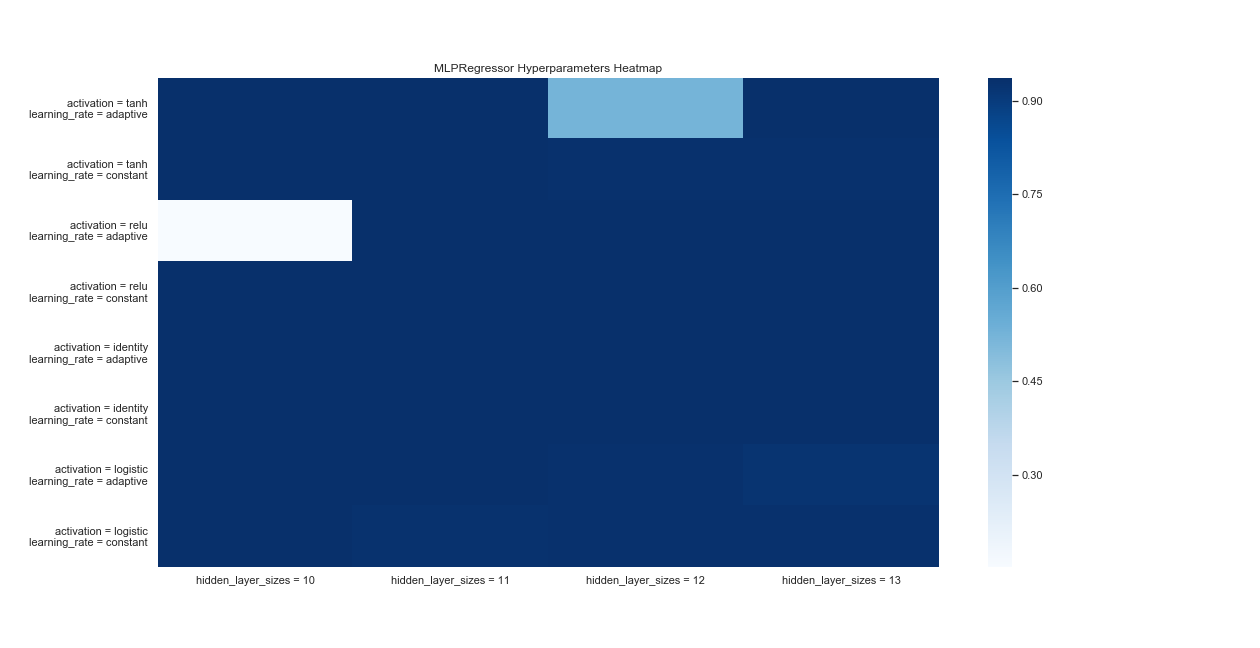 MLPRegressor Hyperparameters Heatmap
activation = tanh
learning_rate = adaptive
activation = tanh
learning_rate = constant
activation = relu
learning_rate = adaptive
activation = relu
learning_rate = constant
activation = identity
learning_rate = adaptive
activation = identity
learning_rate = constant
activation = logistic
learning_rate = adaptive
activation = logistic
learning_rate = constant
hidden_layer_sizes = 10
hidden_layer_sizes = 11
hidden_layer_sizes = 12
hidden_layer_sizes = 13
0.90
0.75
0.60
0.45
0.30